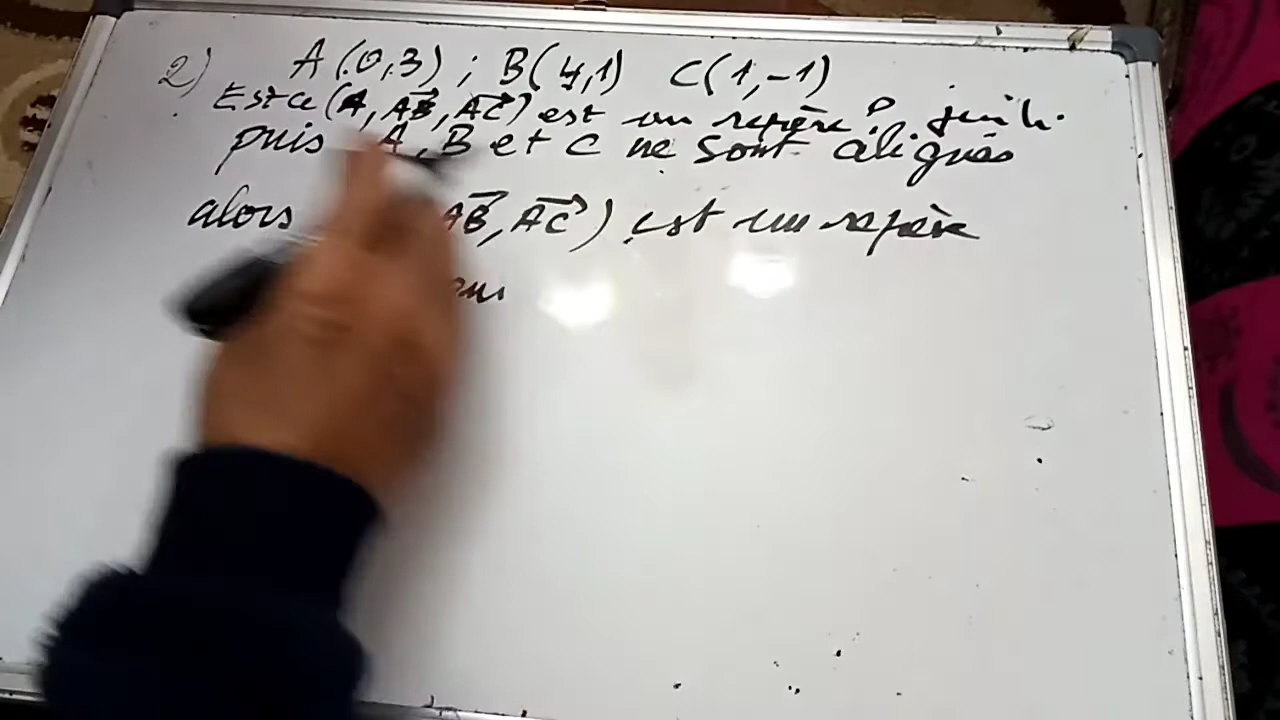 2) A(0,3) ; B(4,1) C(1,-1)
Est ce (A, AB, AC) est un repère ?
puis A, B et C ne sont alignés
alors AB, AC) est un repère